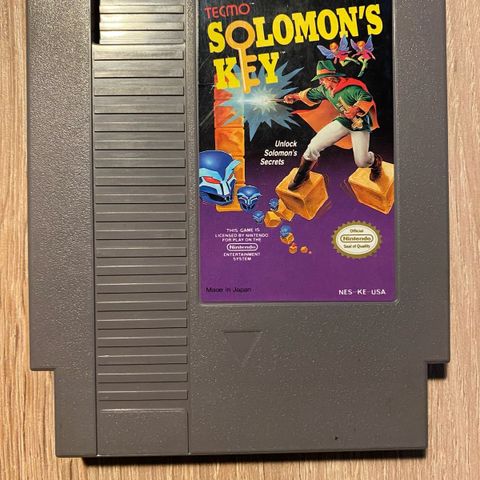 TECMO
SOLOMON'S
KEY
Unlock
Solomon's
Secrets
THIS GAME IS
LICENSED BY NINTENDO
FOR PLAY ON THE
Nintendo
ENTERTAINMENT
SYSTEM
Official
Nintendo
Seal of Quality
Made in Japan
NES-KE-USA